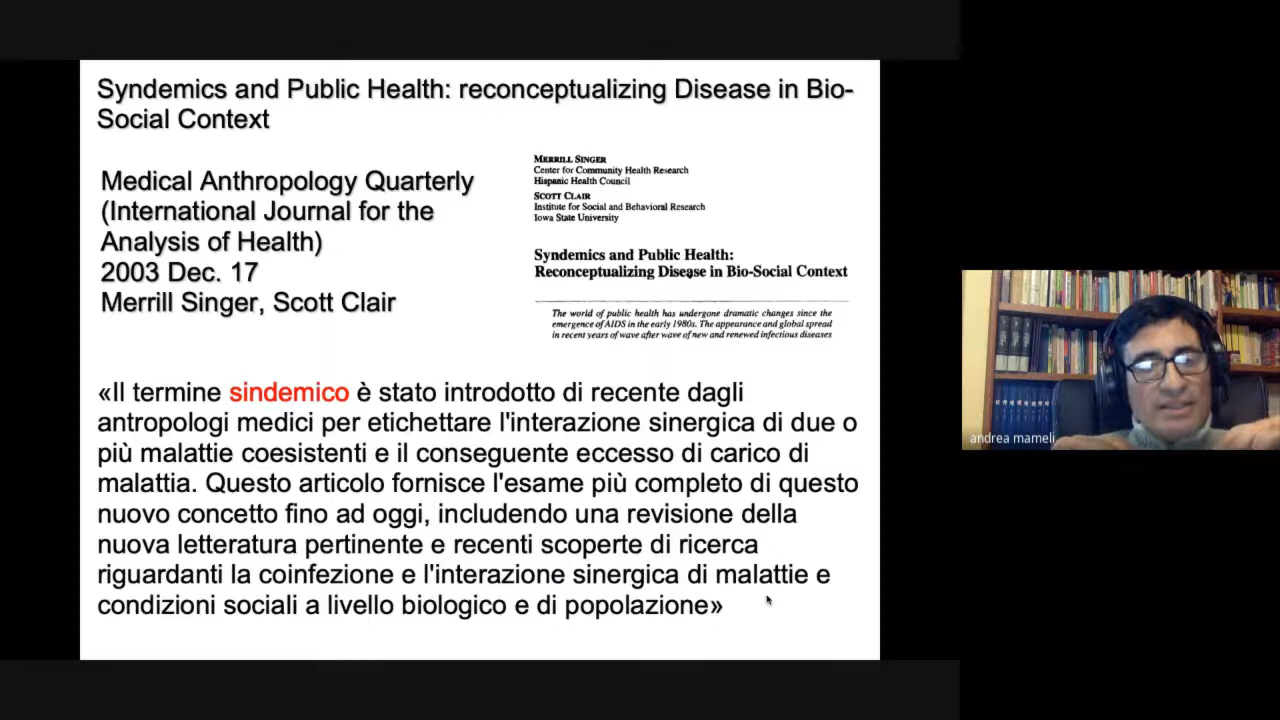 Syndemics and Public Health: reconceptualizing Disease in Bio-
Social Context
Medical Anthropology Quarterly
(International Journal for the
Analysis of Health)
2003 Dec. 17
Merrill Singer, Scott Clair
MERRILL SINGER
Center for Community Health Research
Hispanic Health Council
SCOTT CLAIR
Institute for Social and Behavioral Research
Iowa State University
Syndemics and Public Health:
Reconceptualizing Disease in Bio-Social Context
The world of public health has undergone dramatic changes since the
emergence of AIDS in the early 1980s. The appearance and global spread
in recent years of wave after wave of new and renewed infectious diseases
«Il termine sindemico è stato introdotto di recente dagli
antropologi medici per etichettare l'interazione sinergica di due o
più malattie coesistenti e il conseguente eccesso di carico di
malattia. Questo articolo fornisce l'esame più completo di questo
nuovo concetto fino ad oggi, includendo una revisione della
nuova letteratura pertinente e recenti scoperte di ricerca
riguardanti la coinfezione e l'interazione sinergica di malattie e
condizioni sociali a livello biologico e di popolazione»
andrea mameli